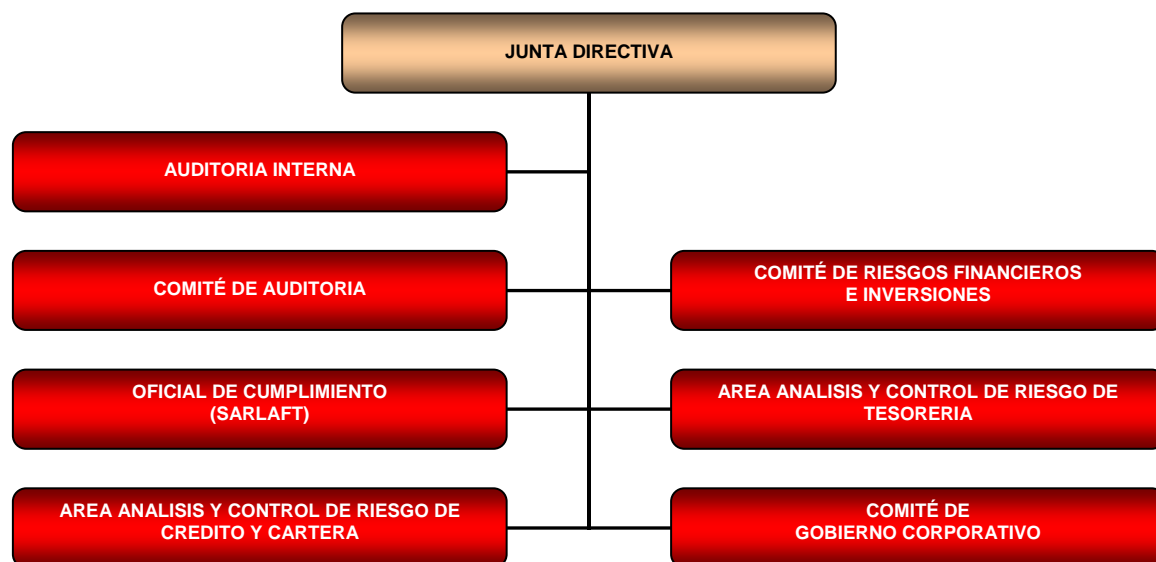 JUNTA DIRECTIVA
AUDITORIA INTERNA
COMITÉ DE AUDITORIA
COMITÉ DE RIESGOS FINANCIEROS
E INVERSIONES
OFICIAL DE CUMPLIMIENTO
(SARLAFT)
AREA ANALISIS Y CONTROL DE RIESGO DE
TESORERIA
AREA ANALISIS Y CONTROL DE RIESGO DE
CREDITO Y CARTERA
COMITÉ DE
GOBIERNO CORPORATIVO